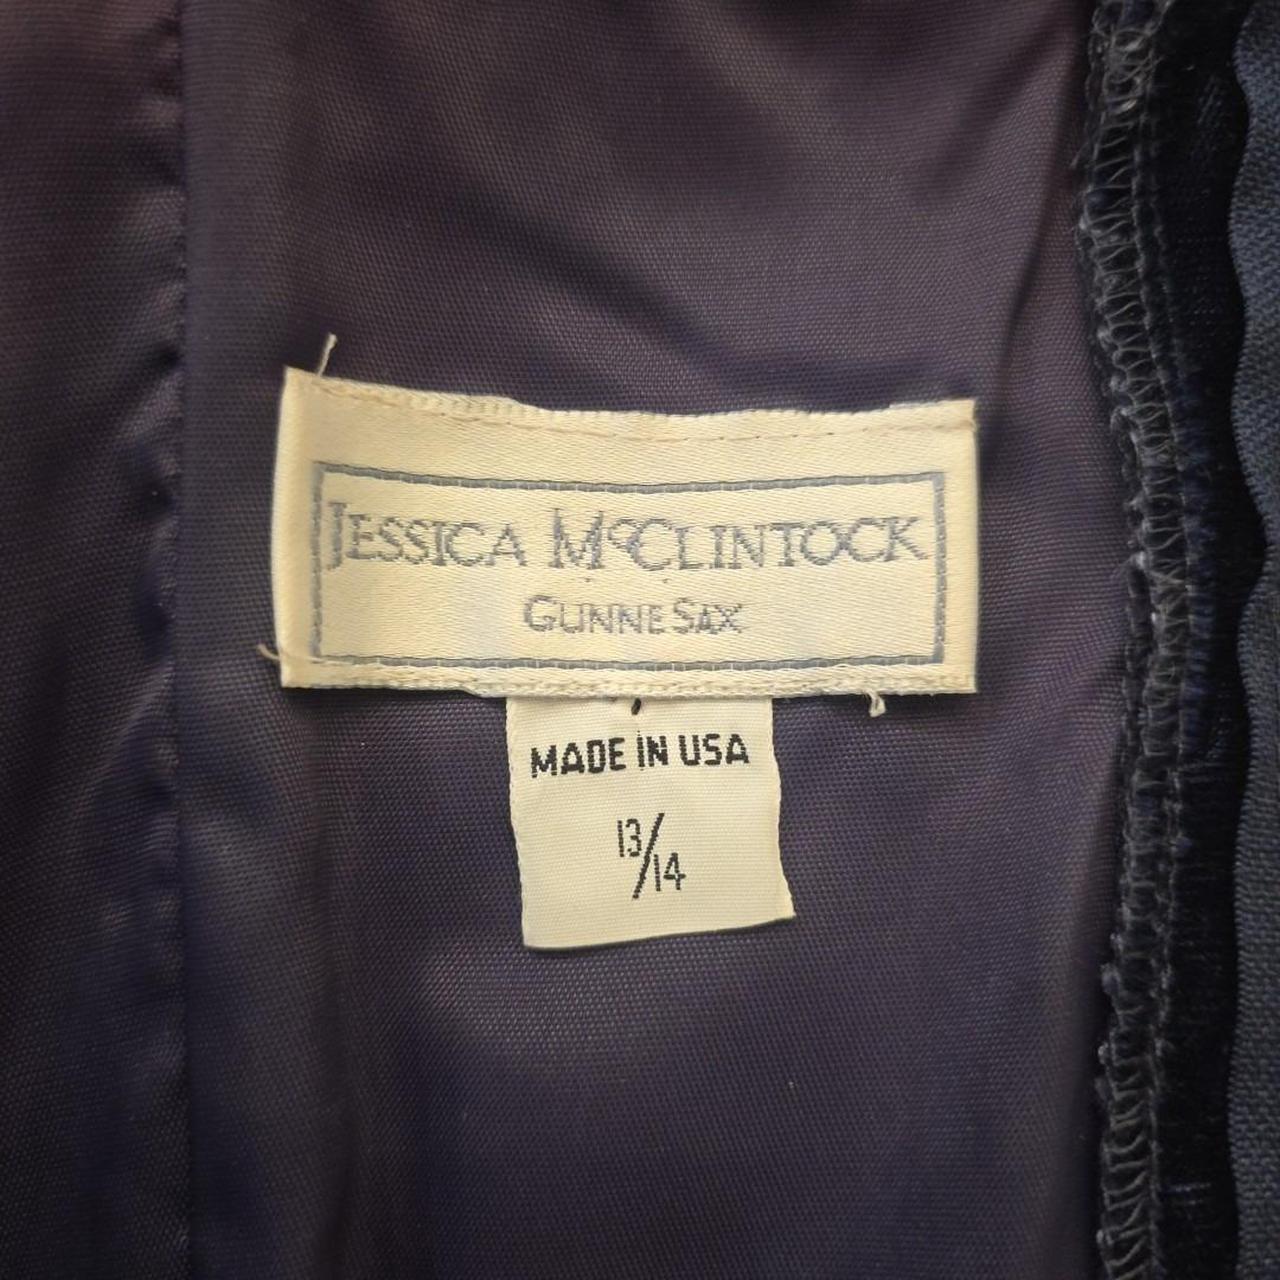 JESSICA McCLINTOCK
GUNNE SAX
MADE IN USA
13/14